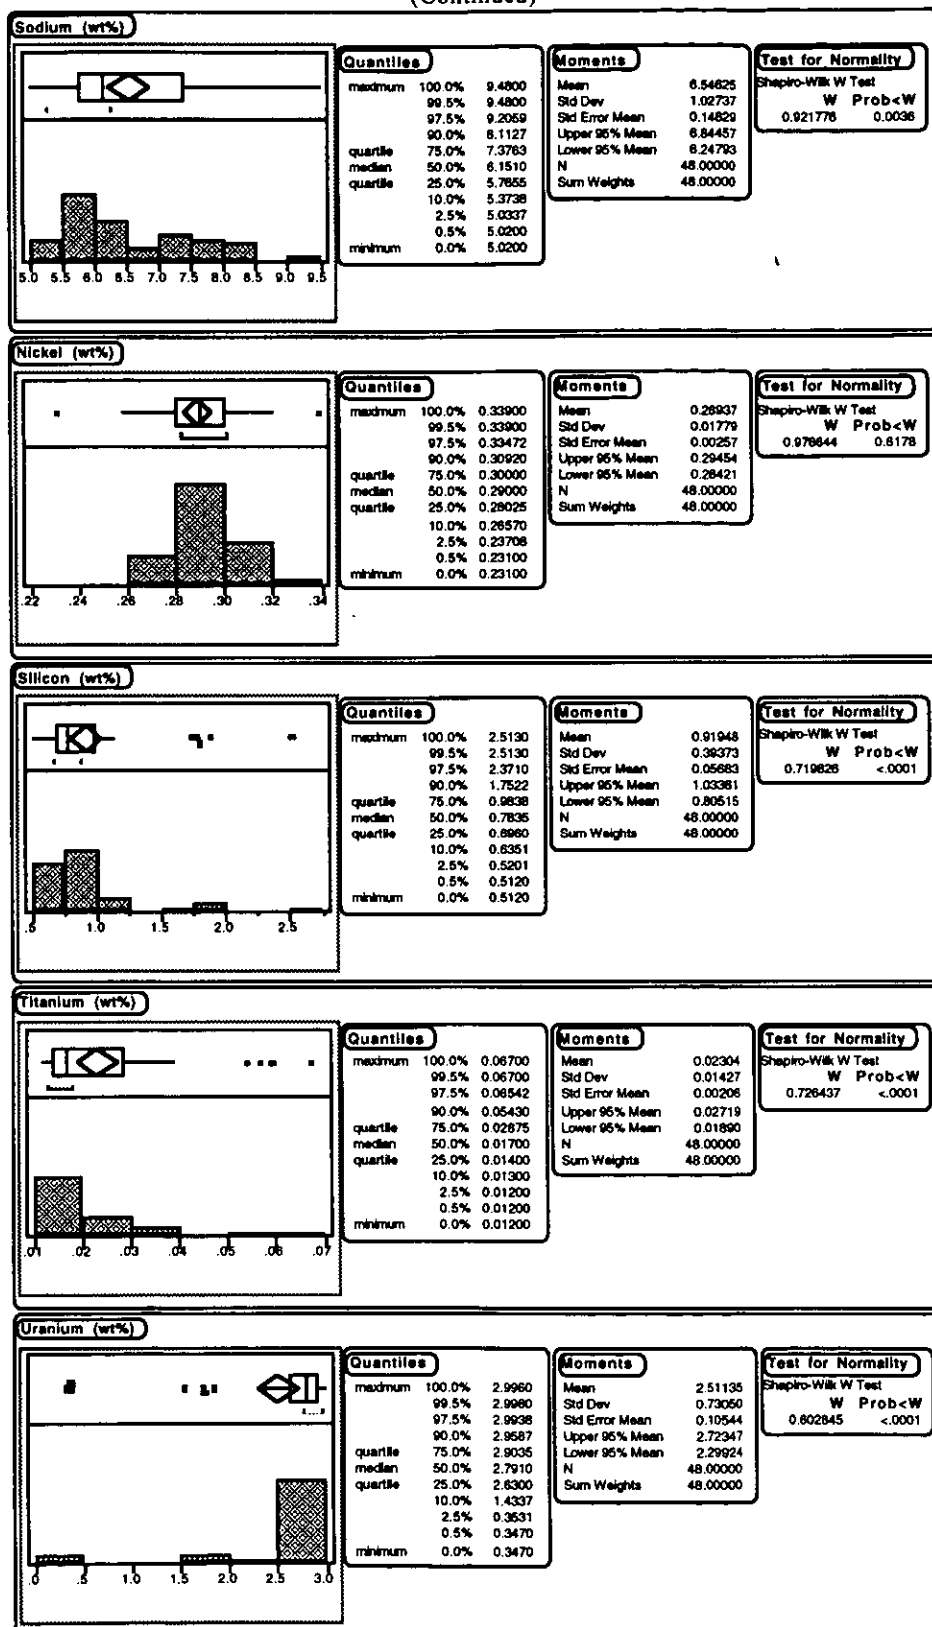 (Continued)
Sodium (wt%)
5.0 5.5 6.0 6.5 7.0 7.5 8.0 8.5 9.0 9.5
Quantiles
maximum 100.0% 9.4800
99.5% 9.4800
97.5% 9.2059
90.0% 8.1127
quartile 75.0% 7.3763
median 50.0% 6.1510
quartile 25.0% 5.7655
10.0% 5.3738
2.5% 5.0337
0.5% 5.0200
minimum 0.0% 5.0200
Moments
Mean 6.54625
Std Dev 1.02737
Std Error Mean 0.14829
Upper 95% Mean 6.84457
Lower 95% Mean 6.24793
N 48.00000
Sum Weights 48.00000
Test for Normality
Shapiro-Wilk W Test
W Prob<W
0.921776 0.0036
Nickel (wt%)
.22 .24 .26 .28 .30 .32 .34
Quantiles
maximum 100.0% 0.33900
99.5% 0.33900
97.5% 0.33472
90.0% 0.30920
quartile 75.0% 0.30000
median 50.0% 0.29000
quartile 25.0% 0.28025
10.0% 0.26570
2.5% 0.23708
0.5% 0.23100
minimum 0.0% 0.23100
Moments
Mean 0.28937
Std Dev 0.01779
Std Error Mean 0.00257
Upper 95% Mean 0.29454
Lower 95% Mean 0.28421
N 48.00000
Sum Weights 48.00000
Test for Normality
Shapiro-Wilk W Test
W Prob<W
0.976644 0.6178
Silicon (wt%)
.5 1.0 1.5 2.0 2.5
Quantiles
maximum 100.0% 2.5130
99.5% 2.5130
97.5% 2.3710
90.0% 1.7522
quartile 75.0% 0.9838
median 50.0% 0.7835
quartile 25.0% 0.6960
10.0% 0.6351
2.5% 0.5201
0.5% 0.5120
minimum 0.0% 0.5120
Moments
Mean 0.91948
Std Dev 0.39373
Std Error Mean 0.05683
Upper 95% Mean 1.03381
Lower 95% Mean 0.80515
N 48.00000
Sum Weights 48.00000
Test for Normality
Shapiro-Wilk W Test
W Prob<W
0.719826 <.0001
Titanium (wt%)
.01 .02 .03 .04 .05 .06 .07
Quantiles
maximum 100.0% 0.06700
99.5% 0.06700
97.5% 0.06542
90.0% 0.05430
quartile 75.0% 0.02875
median 50.0% 0.01700
quartile 25.0% 0.01400
10.0% 0.01300
2.5% 0.01200
0.5% 0.01200
minimum 0.0% 0.01200
Moments
Mean 0.02304
Std Dev 0.01427
Std Error Mean 0.00206
Upper 95% Mean 0.02719
Lower 95% Mean 0.01890
N 48.00000
Sum Weights 48.00000
Test for Normality
Shapiro-Wilk W Test
W Prob<W
0.726437 <.0001
Uranium (wt%)
.0 .5 1.0 1.5 2.0 2.5 3.0
Quantiles
maximum 100.0% 2.9960
99.5% 2.9960
97.5% 2.9938
90.0% 2.9587
quartile 75.0% 2.9035
median 50.0% 2.7910
quartile 25.0% 2.6300
10.0% 1.4337
2.5% 0.3531
0.5% 0.3470
minimum 0.0% 0.3470
Moments
Mean 2.51135
Std Dev 0.73050
Std Error Mean 0.10544
Upper 95% Mean 2.72347
Lower 95% Mean 2.29924
N 48.00000
Sum Weights 48.00000
Test for Normality
Shapiro-Wilk W Test
W Prob<W
0.602845 <.0001